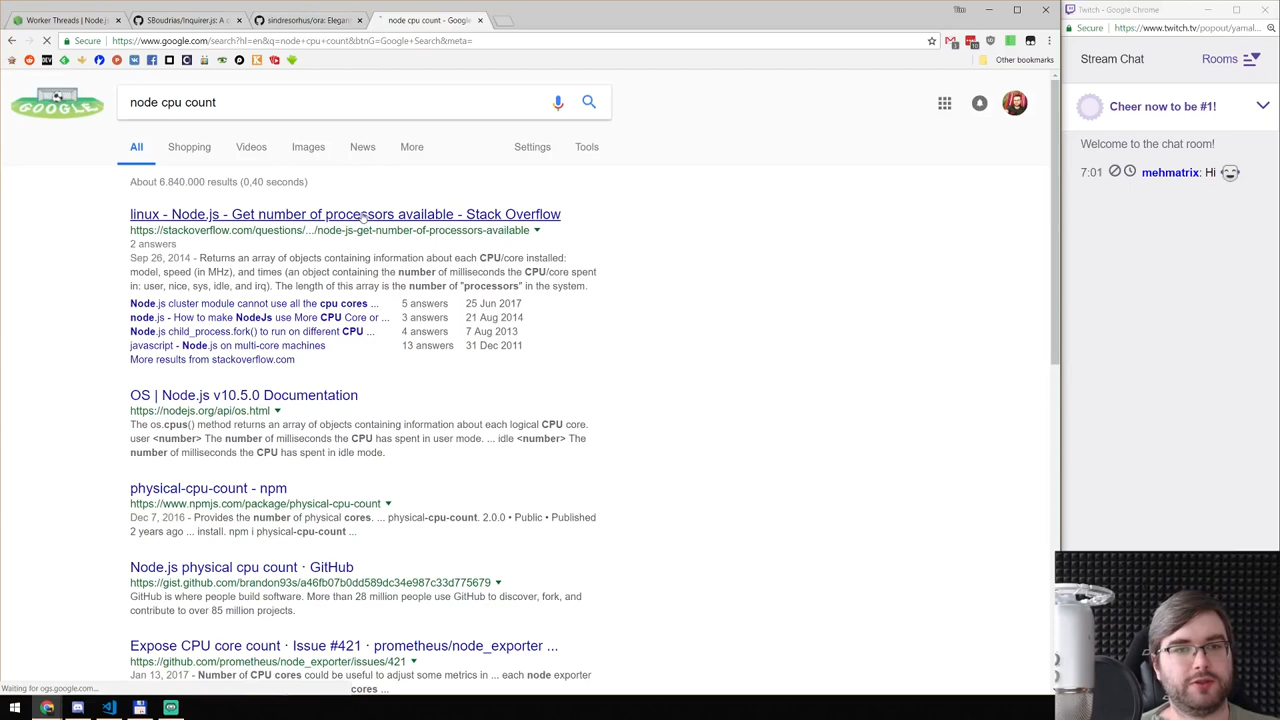 Worker Threads | Node.js
SBoudrias/Inquirer.js: A c
sindresorhus/ora: Elegan
node cpu count - Google
Tim
Twitch - Google Chrome
Secure
https://www.google.com/search?hl=en&q=node+cpu+count&btnG=Google+Search&meta=
Secure
https://www.twitch.tv/popout/yamal...
Other bookmarks
Stream Chat
Rooms
GOOGLE
node cpu count
Cheer now to be #1!
All
Shopping
Videos
Images
News
More
Settings
Tools
Welcome to the chat room!
7:01 mehmatrix: Hi
About 6.840.000 results (0,40 seconds)
linux - Node.js - Get number of processors available - Stack Overflow
https://stackoverflow.com/questions/.../node-js-get-number-of-processors-available
2 answers
Sep 26, 2014 - Returns an array of objects containing information about each CPU/core installed:
model, speed (in MHz), and times (an object containing the number of milliseconds the CPU/core spent
in: user, nice, sys, idle, and irq). The length of this array is the number of "processors" in the system.
Node.js cluster module cannot use all the cpu cores ... 5 answers 25 Jun 2017
node.js - How to make NodeJs use More CPU Core or ... 3 answers 21 Aug 2014
Node.js child_process.fork() to run on different CPU ... 4 answers 7 Aug 2013
javascript - Node.js on multi-core machines 13 answers 31 Dec 2011
More results from stackoverflow.com
OS | Node.js v10.5.0 Documentation
https://nodejs.org/api/os.html
The os.cpus() method returns an array of objects containing information about each logical CPU core.
user <number> The number of milliseconds the CPU has spent in user mode. ... idle <number> The
number of milliseconds the CPU has spent in idle mode.
physical-cpu-count - npm
https://www.npmjs.com/package/physical-cpu-count
Dec 7, 2016 - Provides the number of physical cores. ... physical-cpu-count. 2.0.0 • Public • Published
2 years ago ... install. npm i physical-cpu-count ...
Node.js physical cpu count · GitHub
https://gist.github.com/brandon93s/a46fb07b0dd589dc34e987c33d775679
GitHub is where people build software. More than 28 million people use GitHub to discover, fork, and
contribute to over 85 million projects.
Expose CPU core count · Issue #421 · prometheus/node_exporter ...
https://github.com/prometheus/node_exporter/issues/421
Jan 13, 2017 - Number of CPU cores could be useful to adjust some metrics in ... each node exporter
cores ...
Waiting for ogs.google.com...